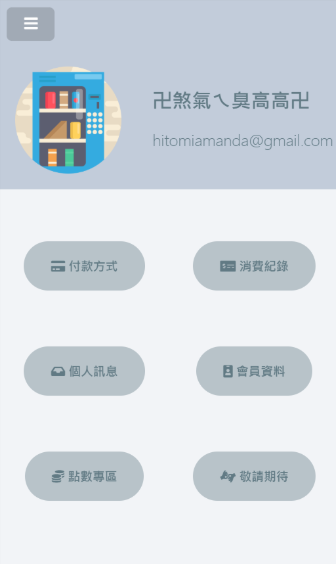 卍煞氣ㄟ臭高高卍
hitomiamanda@gmail.com
付款方式
消費紀錄
個人訊息
會員資料
點數專區
敬請期待